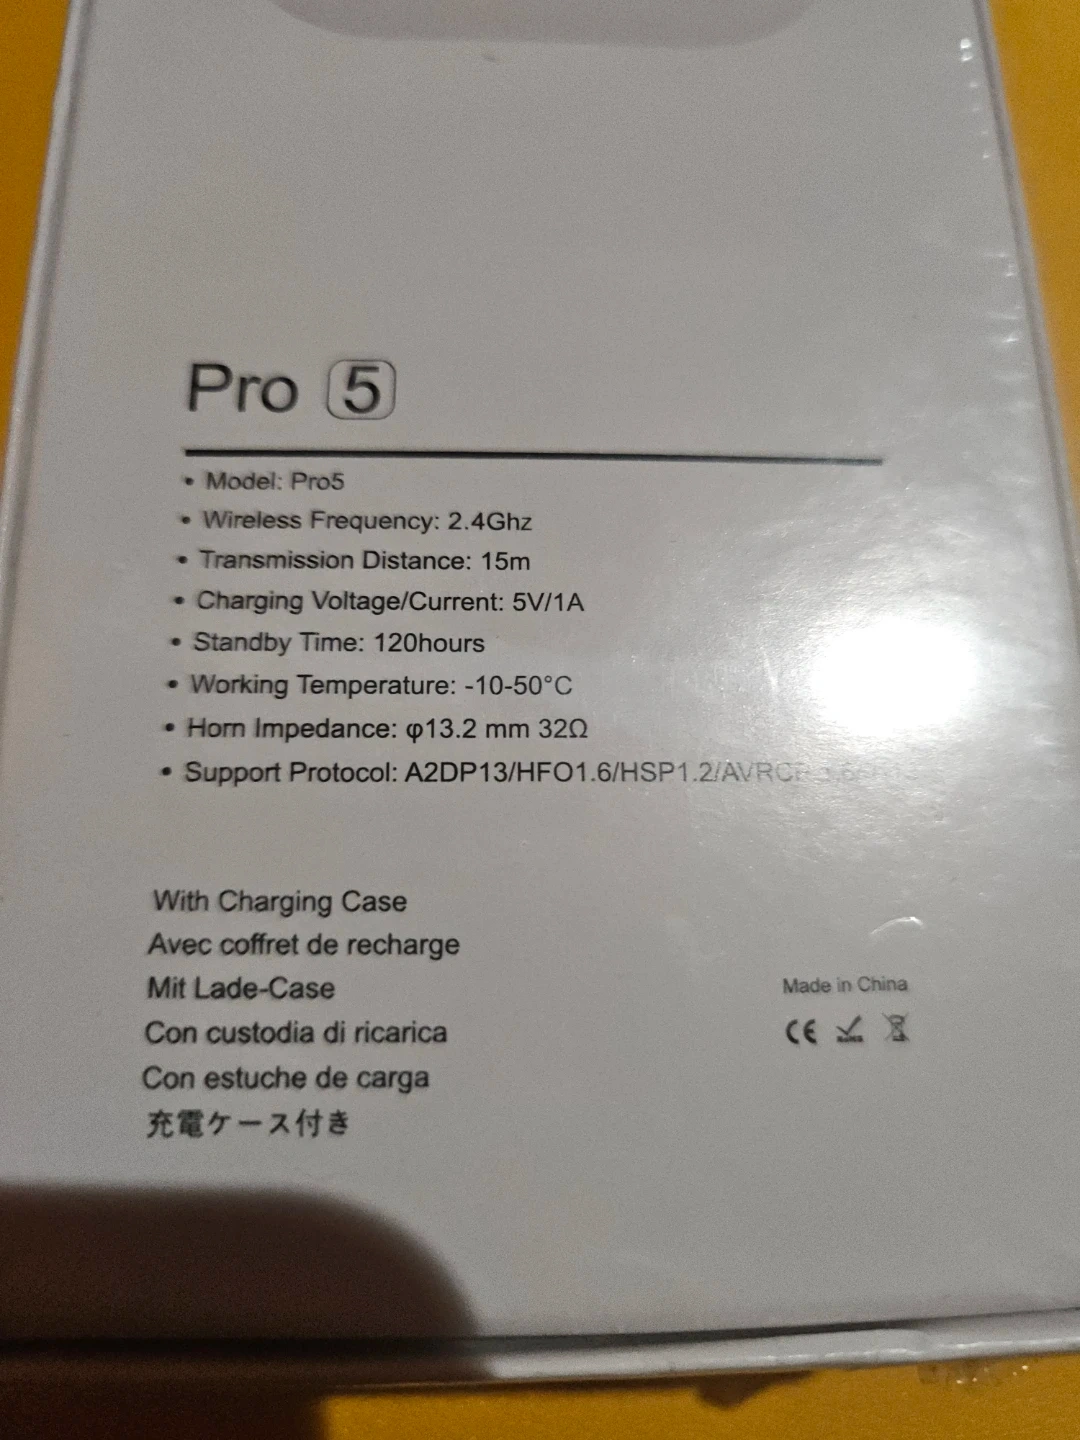 Pro 5
• Model: Pro5
• Wireless Frequency: 2.4Ghz
• Transmission Distance: 15m
• Charging Voltage/Current: 5V/1A
• Standby Time: 120hours
• Working Temperature: -10-50°C
• Horn Impedance: φ13.2 mm 32Ω
• Support Protocol: A2DP13/HFO1.6/HSP1.2/AVRCP
With Charging Case
Avec coffret de recharge
Mit Lade-Case
Con custodia di ricarica
Con estuche de carga
充電ケース付き
Made in China
CE